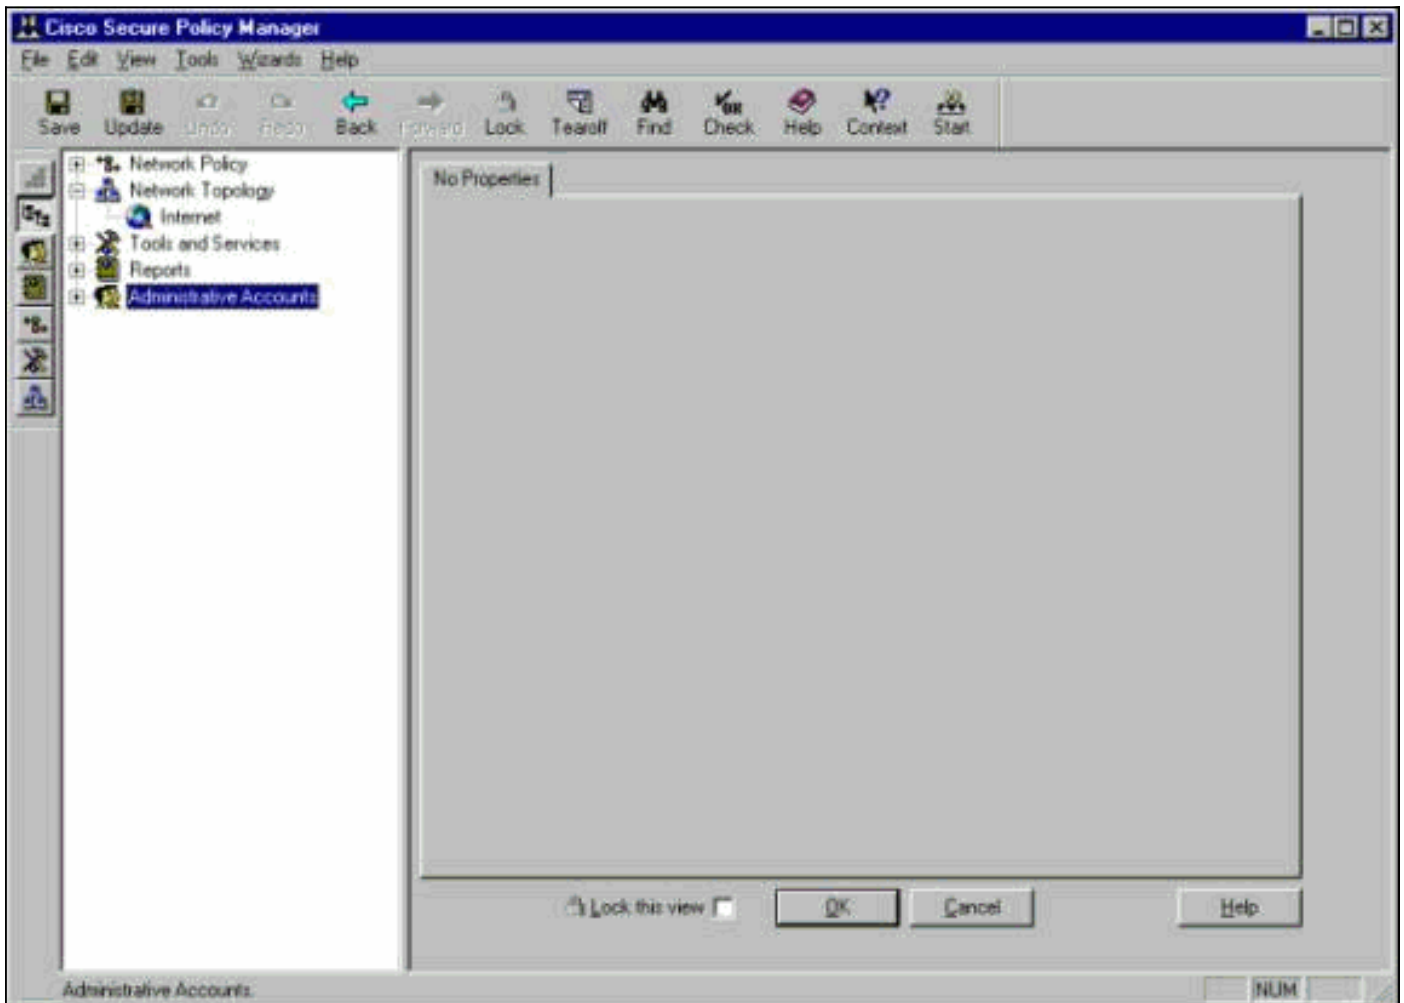 Cisco Secure Policy Manager
File Edit View Tools Wizards Help
Save Update Undo Redo Back Forward Lock Tearoff Find Check Help Context Start
Network Policy
Network Topology
Internet
Tools and Services
Reports
Administrative Accounts
No Properties
Lock this view OK Cancel Help
Administrative Accounts. NUM